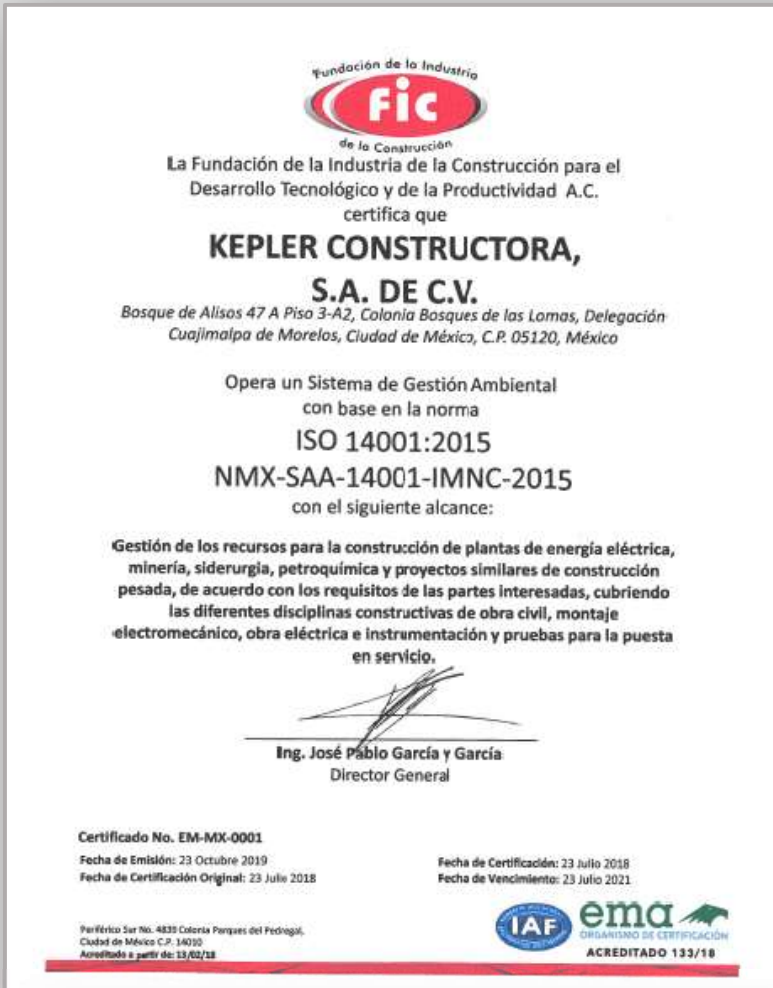 Fundación de la Industria
Fic
de la Construcción
La Fundación de la Industria de la Construcción para el
Desarrollo Tecnológico y de la Productividad A.C.
certifica que
KEPLER CONSTRUCTORA,
S.A. DE C.V.
Bosque de Alisos 47 A Piso 3-A2, Colonia Bosques de las Lomas, Delegación
Cuajimalpa de Morelos, Ciudad de México, C.P. 05120, México
Opera un Sistema de Gestión Ambiental
con base en la norma
ISO 14001:2015
NMX-SAA-14001-IMNC-2015
con el siguiente alcance:
Gestión de los recursos para la construcción de plantas de energía eléctrica,
minería, siderurgia, petroquímica y proyectos similares de construcción
pesada, de acuerdo con los requisitos de las partes interesadas, cubriendo
las diferentes disciplinas constructivas de obra civil, montaje
electromecánico, obra eléctrica e instrumentación y pruebas para la puesta
en servicio.
Ing. José Pablo García y García
Director General
Certificado No. EM-MX-0001
Fecha de Emisión: 23 Octubre 2019
Fecha de Certificación Original: 23 Julio 2018
Fecha de Certificación: 23 Julio 2018
Fecha de Vencimiento: 23 Julio 2021
Periférico Sur No. 4839 Colonia Parques del Pedregal,
Ciudad de México C.P. 14010
Acreditado a partir de: 13/02/18
IAF
ema
ORGANISMO DE CERTIFICACIÓN
ACREDITADO 133/18